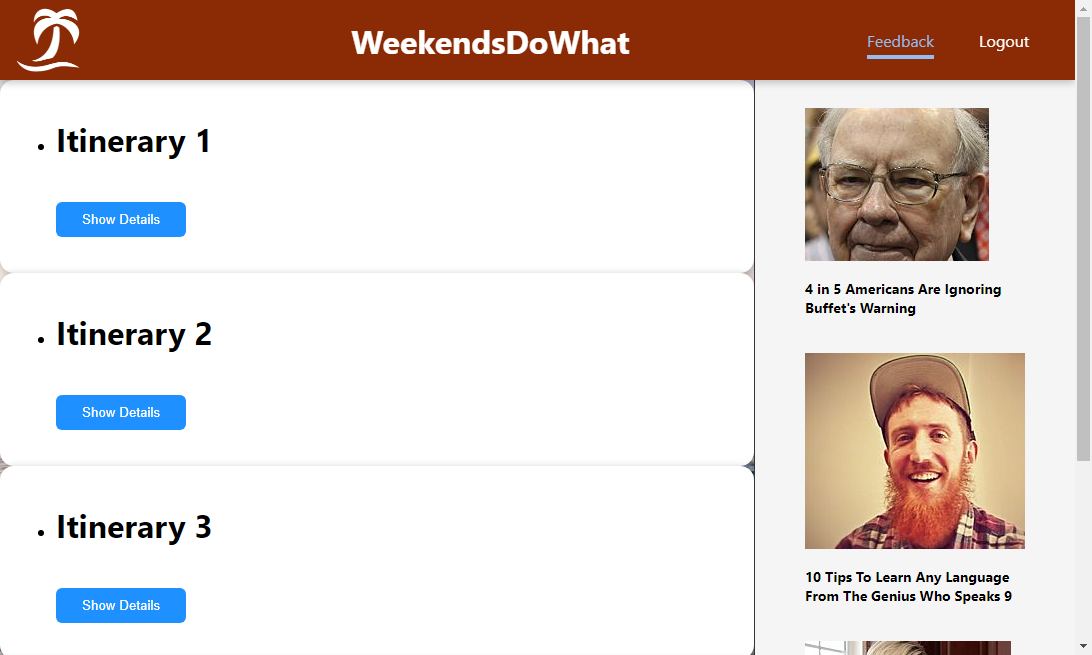 WeekendsDoWhat
Feedback
Logout
Itinerary 1
Show Details
Itinerary 2
Show Details
Itinerary 3
Show Details
4 in 5 Americans Are Ignoring
Buffet's Warning
10 Tips To Learn Any Language
From The Genius Who Speaks 9